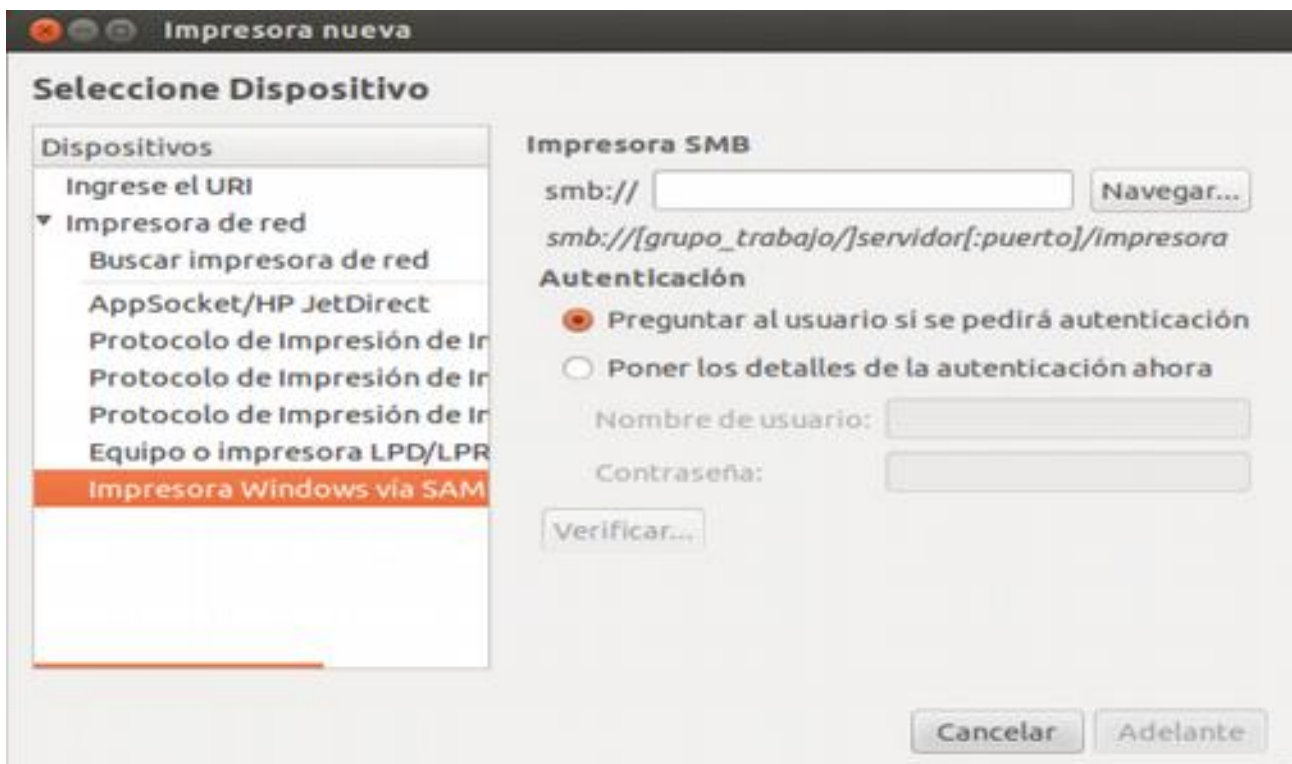 Impresora nueva
Seleccione Dispositivo
Dispositivos
Ingrese el URI
Impresora de red
Buscar impresora de red
AppSocket/HP JetDirect
Protocolo de Impresión de Ir
Protocolo de Impresión de Ir
Protocolo de Impresión de Ir
Equipo o impresora LPD/LPR
Impresora Windows vía SAM
Impresora SMB
smb://
Navegar...
smb://[grupo_trabajo/]servidor[:puerto]/impresora
Autenticación
Preguntar al usuario si se pedirá autenticación
Poner los detalles de la autenticación ahora
Nombre de usuario:
Contraseña:
Verificar...
Cancelar
Adelante